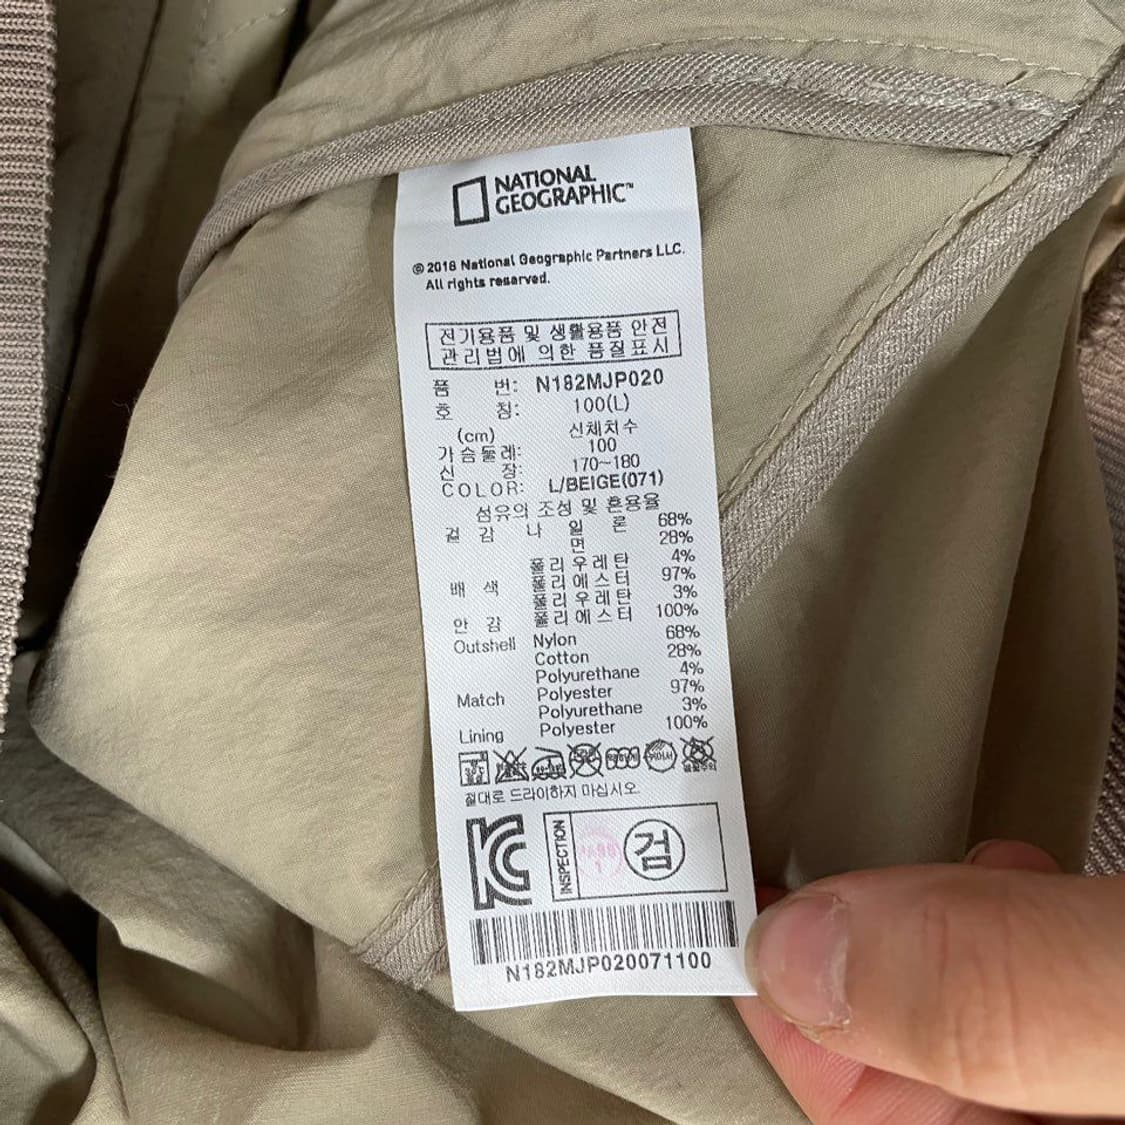 NATIONAL
GEOGRAPHIC™
© 2018 National Geographic Partners LLC.
All rights reserved.
전기용품 및 생활용품 안전
관리법에 의한 품질표시
품 번: N182MJP020
호 칭: 100(L)
(cm) 신체치수
가슴둘레: 100
신 장: 170~180
COLOR: L/BEIGE(071)
섬유의 조성 및 혼용율
겉 감 나 일 론 68%
면 28%
폴리우레탄 4%
배 색 폴리에스터 97%
폴리우레탄 3%
안 감 폴리에스터 100%
Outshell Nylon 68%
Cotton 28%
Polyurethane 4%
Match Polyester 97%
Polyurethane 3%
Lining Polyester 100%
절대로 드라이하지 마십시오.
INSPECTION
검
N182MJP020071100